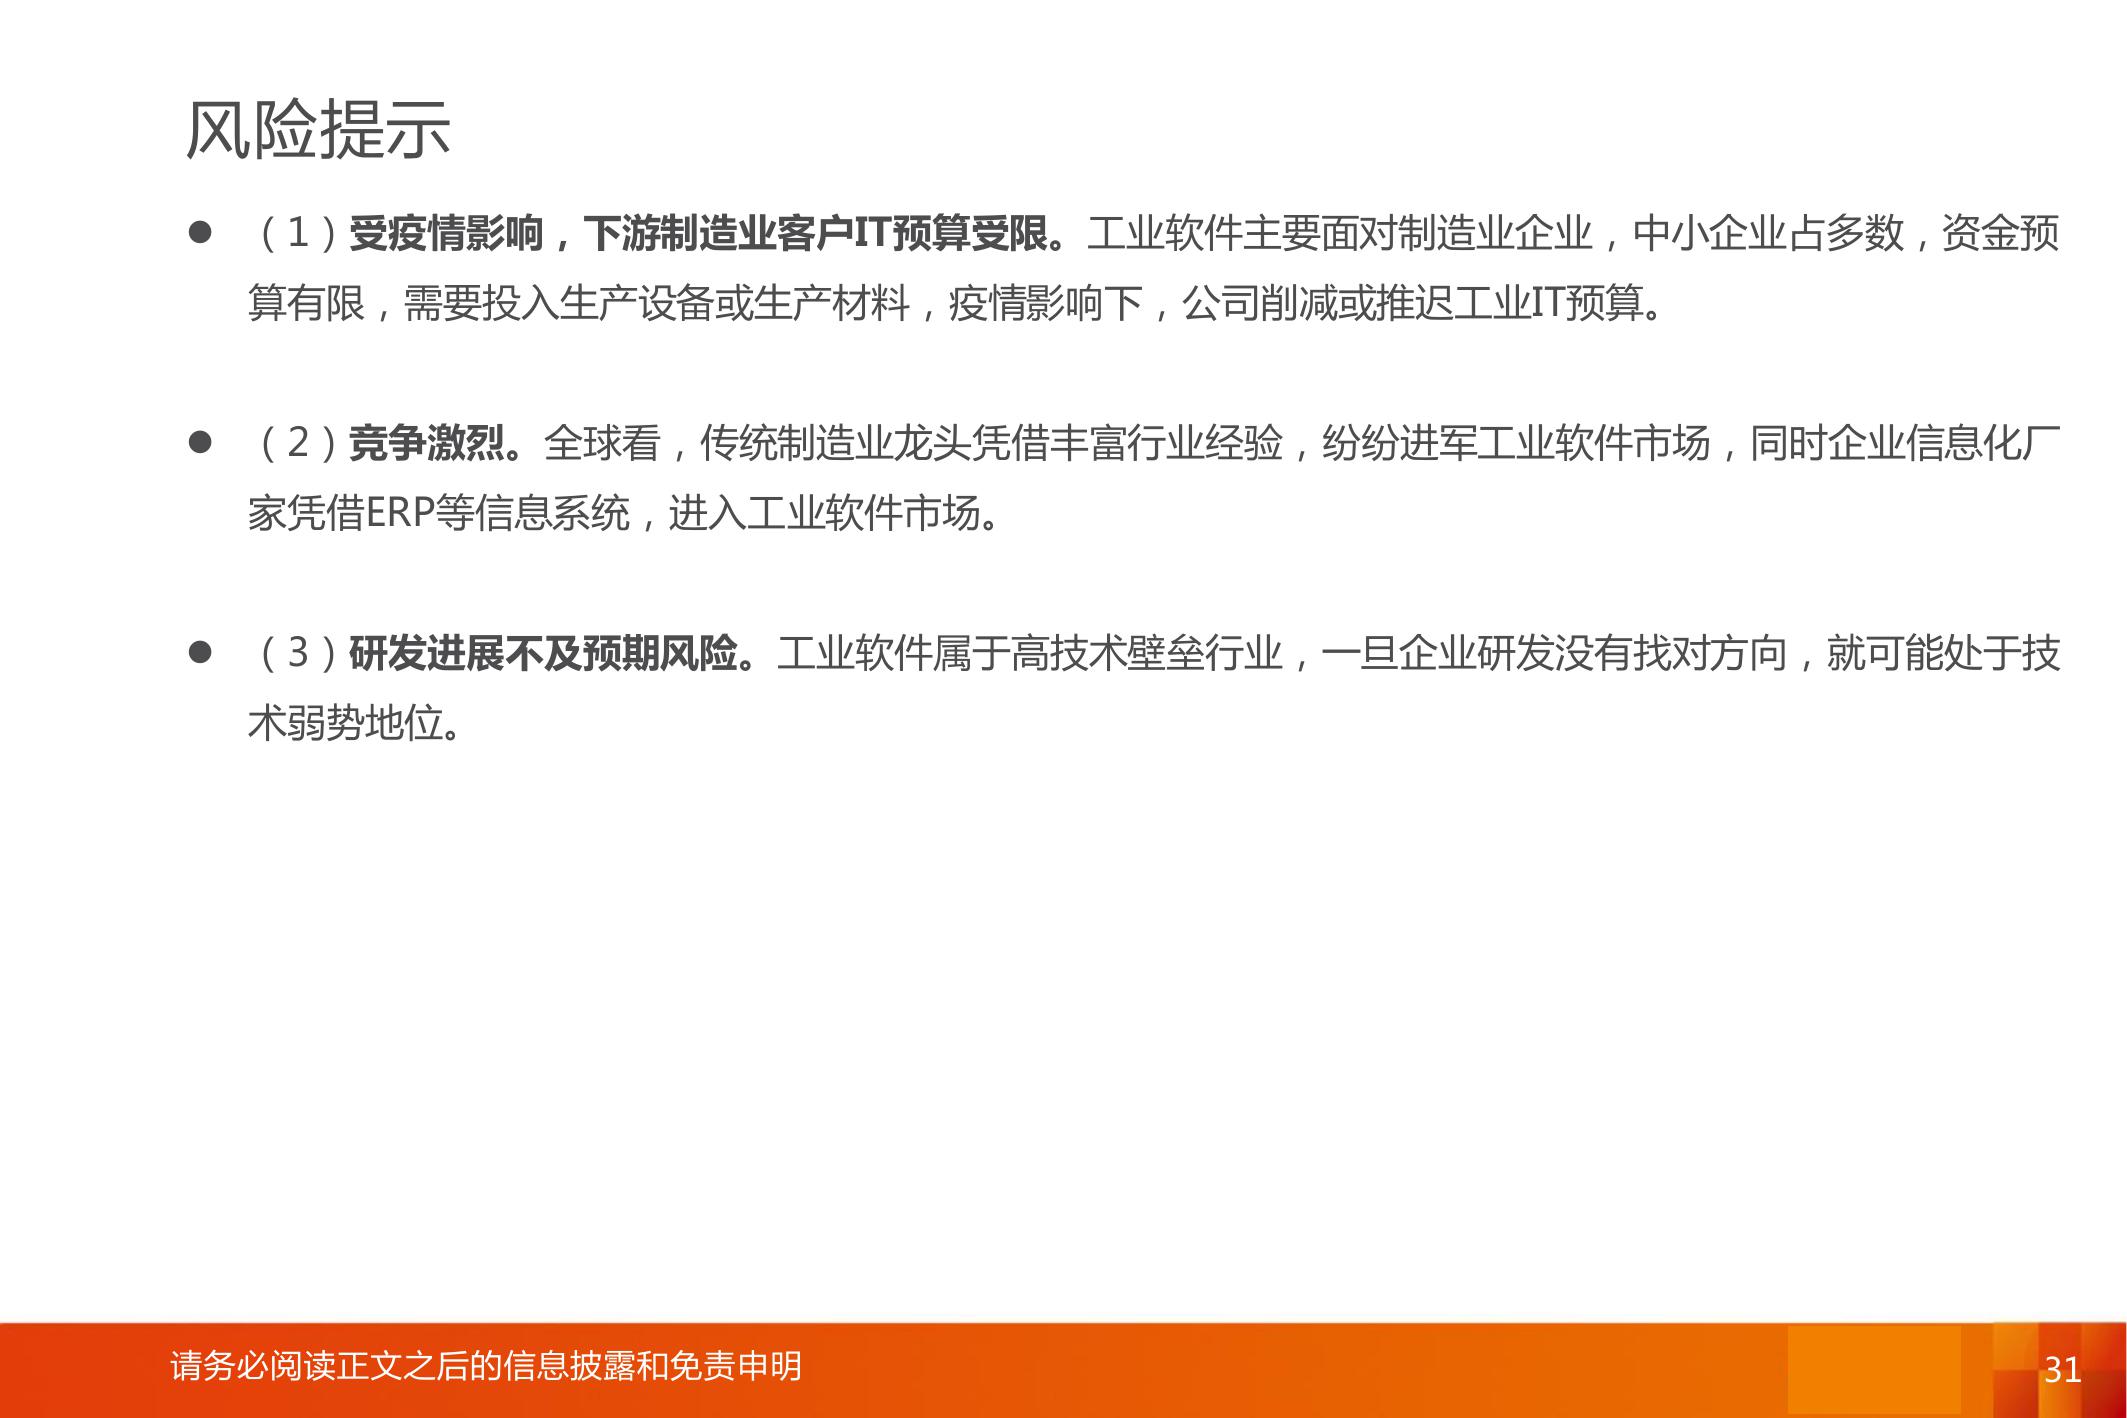 风险提示
● （1）受疫情影响，下游制造业客户IT预算受限。工业软件主要面对制造业企业，中小企业占多数，资金预
算有限，需要投入生产设备或生产材料，疫情影响下，公司削减或推迟工业IT预算。
● （2）竞争激烈。全球看，传统制造业龙头凭借丰富行业经验，纷纷进军工业软件市场，同时企业信息化厂
家凭借ERP等信息系统，进入工业软件市场。
● （3）研发进展不及预期风险。工业软件属于高技术壁垒行业，一旦企业研发没有找对方向，就可能处于技
术弱势地位。
请务必阅读正文之后的信息披露和免责申明
31